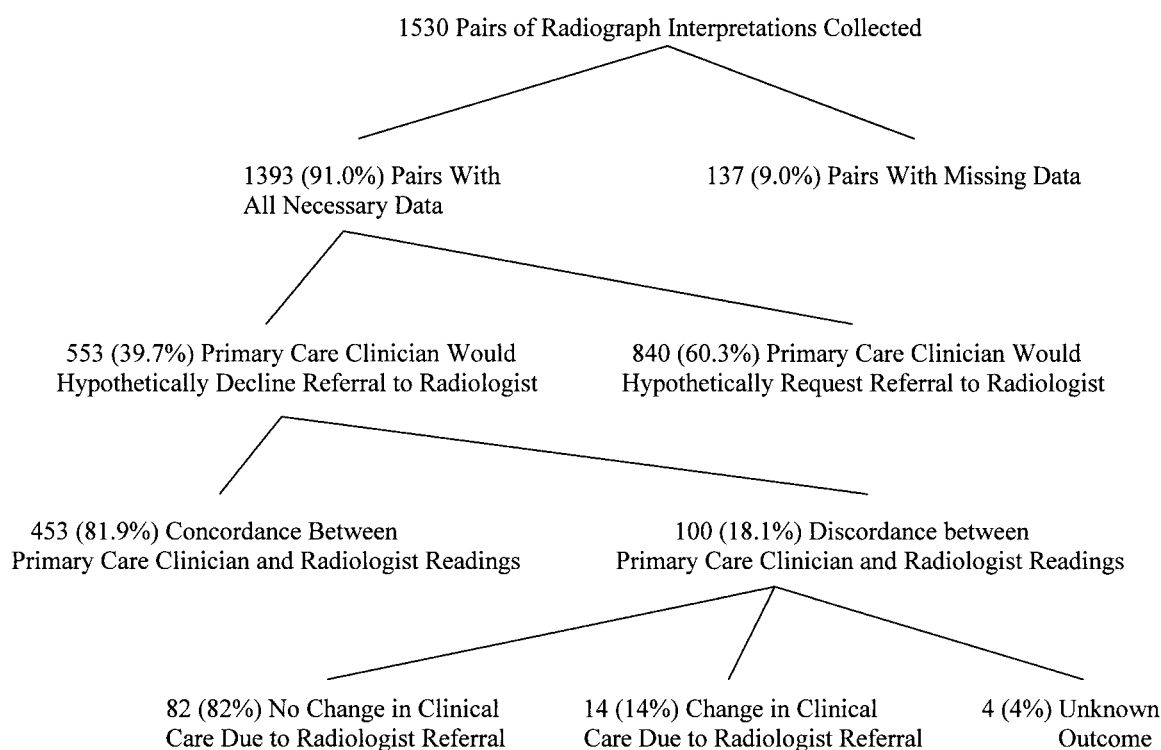 1530 Pairs of Radiograph Interpretations Collected
1393 (91.0%) Pairs With
All Necessary Data
137 (9.0%) Pairs With Missing Data
553 (39.7%) Primary Care Clinician Would
Hypothetically Decline Referral to Radiologist
840 (60.3%) Primary Care Clinician Would
Hypothetically Request Referral to Radiologist
453 (81.9%) Concordance Between
Primary Care Clinician and Radiologist Readings
100 (18.1%) Discordance between
Primary Care Clinician and Radiologist Readings
82 (82%) No Change in Clinical
Care Due to Radiologist Referral
14 (14%) Change in Clinical
Care Due to Radiologist Referral
4 (4%) Unknown
Outcome